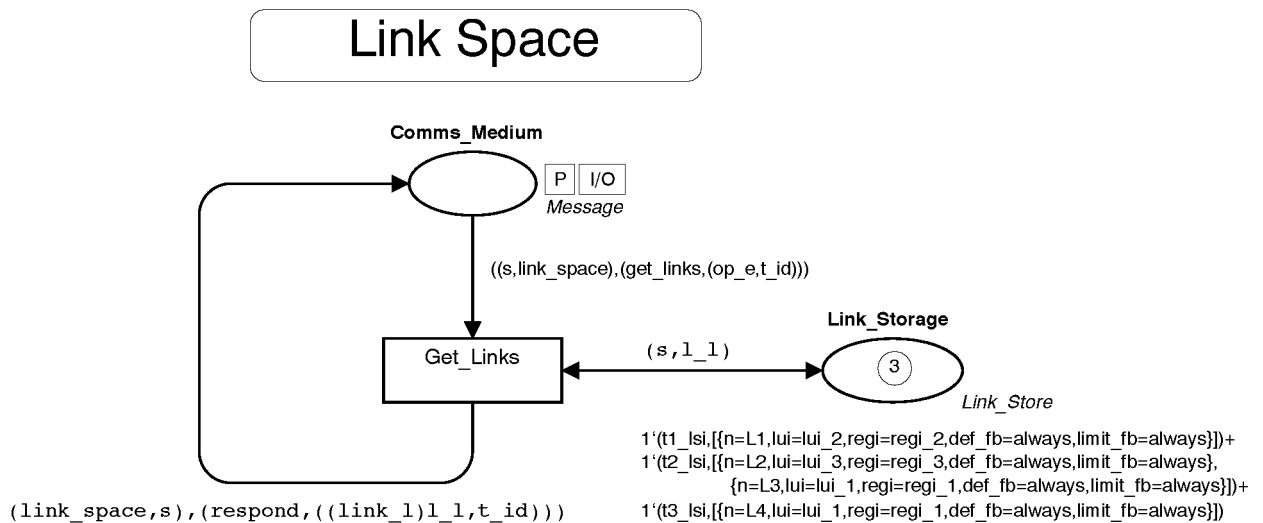 Link Space
Comms_Medium
P I/O
Message
((s,link_space),(get_links,(op_e,t_id)))
Link_Storage
Get_Links
(s,l_l)
3
Link_Store
1‘(t1_lsi,[{n=L1,lui=lui_2,regi=regi_2,def_fb=always,limit_fb=always}])+
1‘(t2_lsi,[{n=L2,lui=lui_3,regi=regi_3,def_fb=always,limit_fb=always},
{n=L3,lui=lui_1,regi=regi_1,def_fb=always,limit_fb=always}])+
1‘(t3_lsi,[{n=L4,lui=lui_1,regi=regi_1,def_fb=always,limit_fb=always}])
(link_space,s),(respond,((link_l)l_l,t_id)))